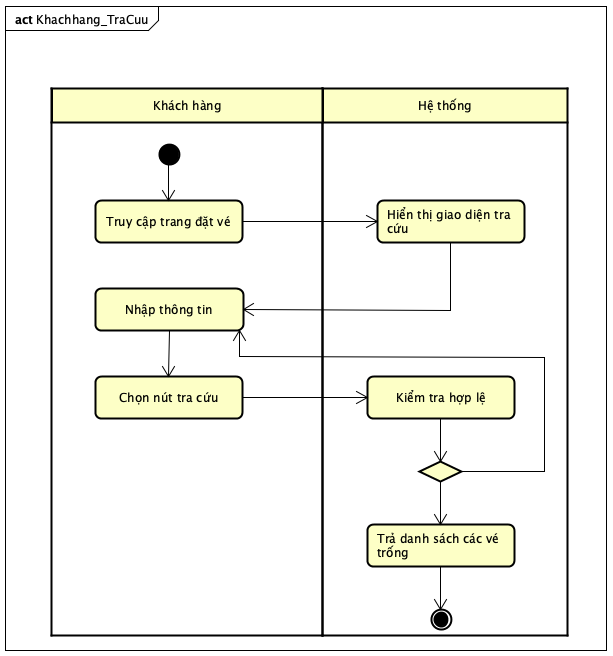 act Khachhang_TraCuu
Khách hàng
Hệ thống
Truy cập trang đặt vé
Hiển thị giao diện tra
cứu
Nhập thông tin
Chọn nút tra cứu
Kiểm tra hợp lệ
Trả danh sách các vé
trống